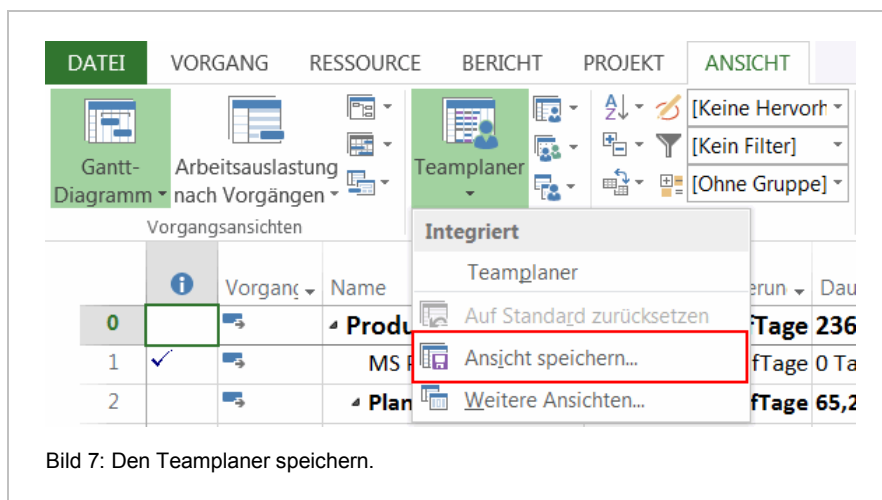 DATEI VORGANG RESSOURCE BERICHT PROJEKT ANSICHT
Gantt-
Diagramm
Arbeitsauslastung
nach Vorgängen
Teamplaner
[Keine Hervorh
[Kein Filter]
[Ohne Gruppe]
Vorgangsansichten
Integriert
Teamplaner
Auf Standard zurücksetzen
Ansicht speichern...
Weitere Ansichten...
Vorgang Name erun Dau
0 Produ fTage 236
1 MS fTage 0 Ta
2 Plan fTage 65,2
Bild 7: Den Teamplaner speichern.